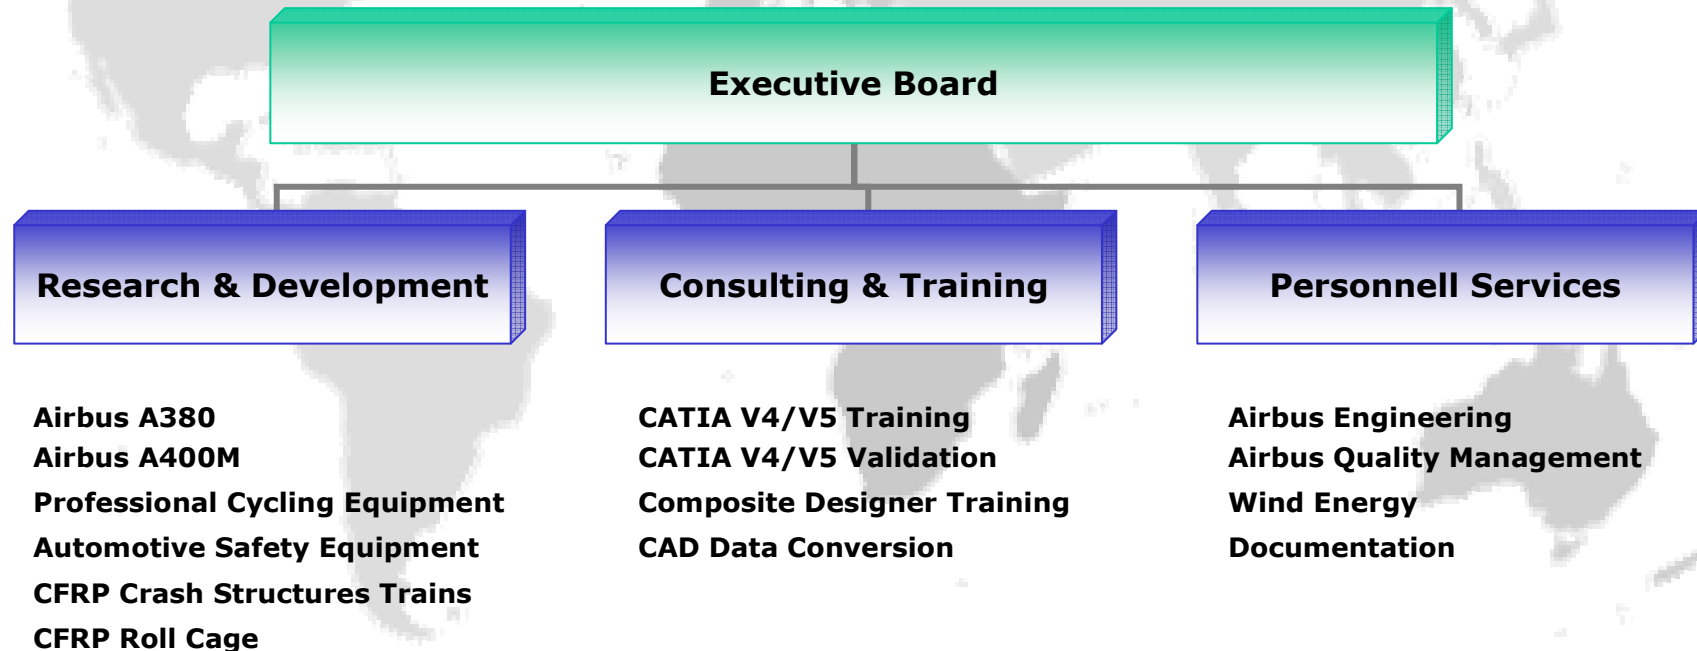 Executive Board
Research & Development
Consulting & Training
Personnell Services
Airbus A380
Airbus A400M
Professional Cycling Equipment
Automotive Safety Equipment
CFRP Crash Structures Trains
CFRP Roll Cage
CATIA V4/V5 Training
CATIA V4/V5 Validation
Composite Designer Training
CAD Data Conversion
Airbus Engineering
Airbus Quality Management
Wind Energy
Documentation